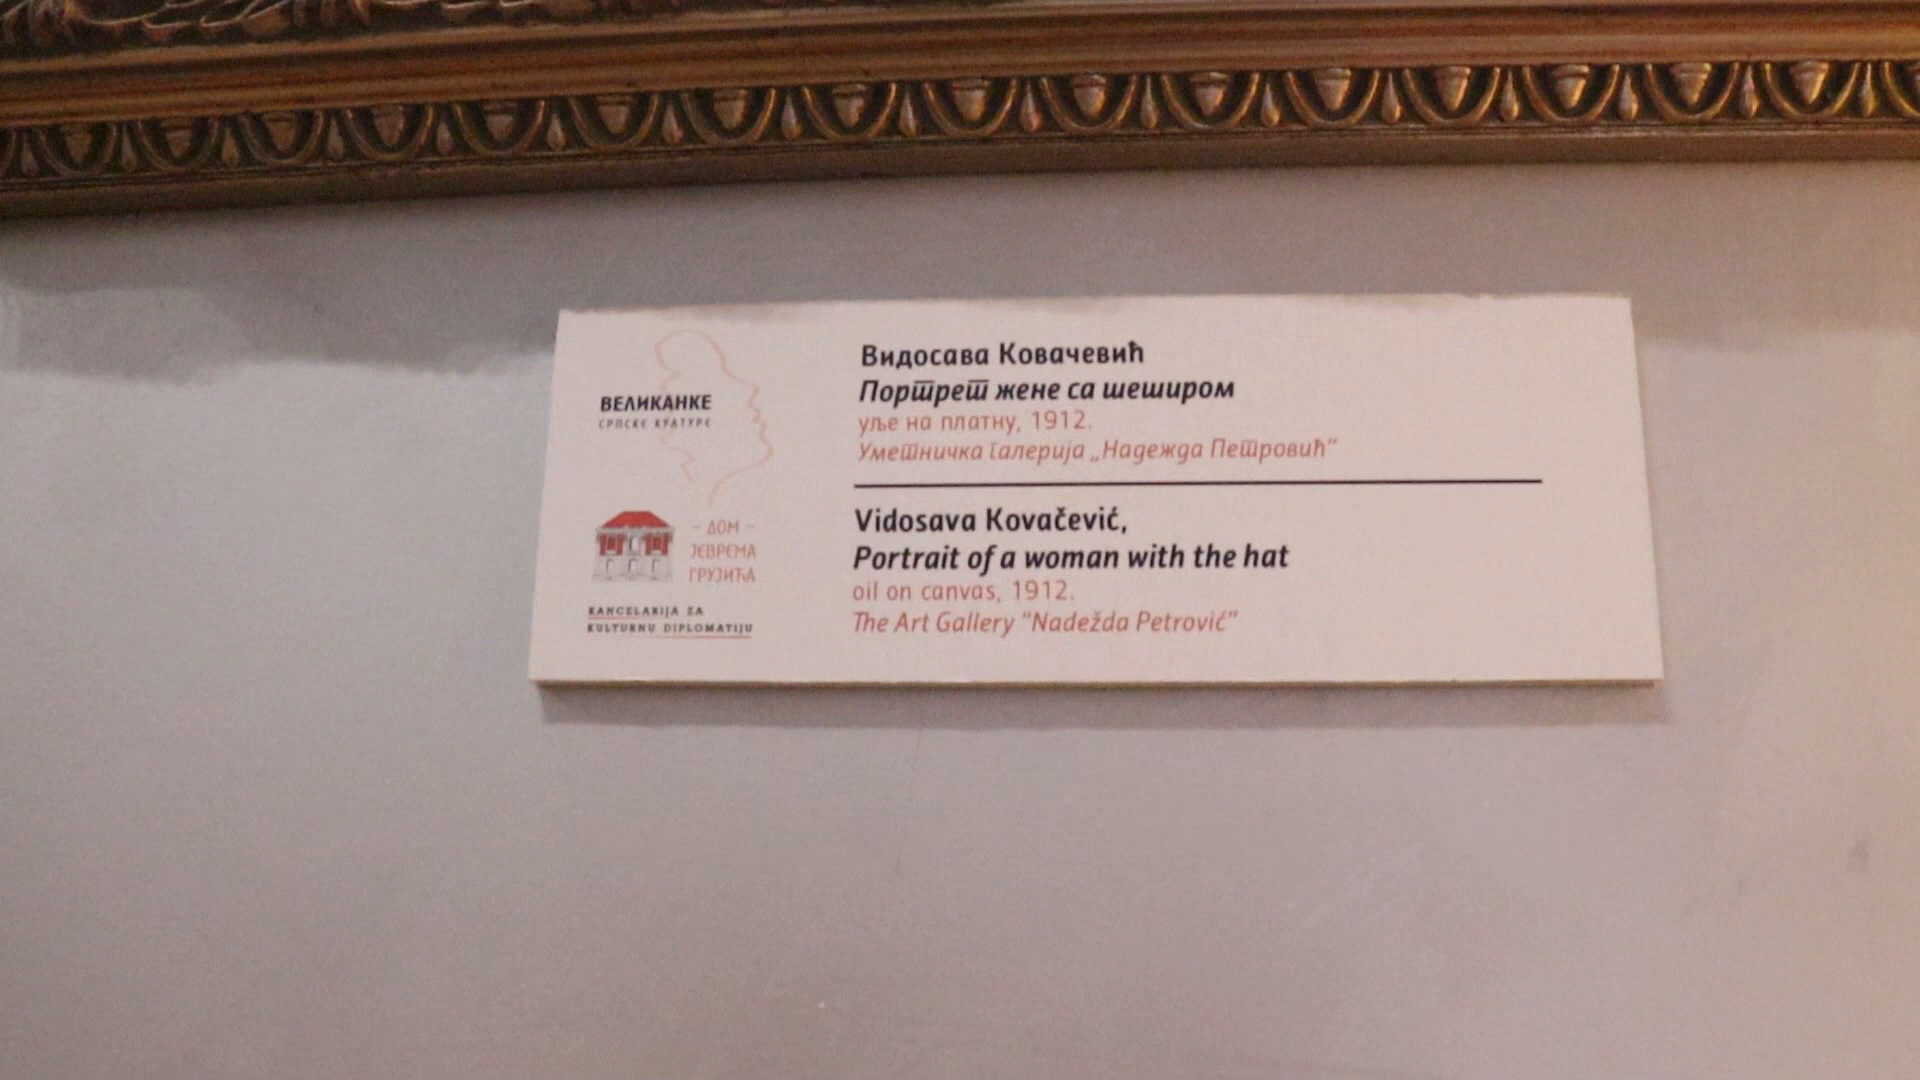 ВЕЛИКАНКЕ
СРПСКЕ КУЛТУРЕ
– ДОМ –
ЈЕВРЕМА
ГРУЈИЋА
KANCELARIJA ZA
KULTURNU DIPLOMATIJU
Видосава Ковачевић
Портрет жене са шеширом
уље на платну, 1912.
Уметничка галерија „Надежда Петровић“
Vidosava Kovačević,
Portrait of a woman with the hat
oil on canvas, 1912.
The Art Gallery “Nadežda Petrović”